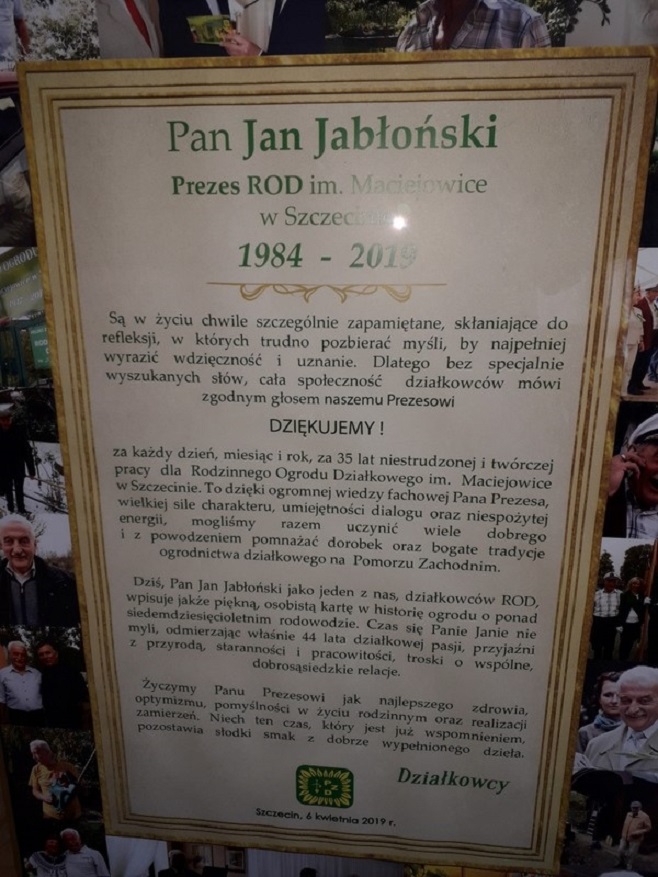 Pan Jan Jabłoński
Prezes ROD im. Maciejowice
w Szczecinie
1984 - 2019
Są w życiu chwile szczególnie zapamiętane, skłaniające do
refleksji, w których trudno pozbierać myśli, by najpełniej
wyrazić wdzięczność i uznanie. Dlatego bez specjalnie
wyszukanych słów, cała społeczność działkowców mówi
zgodnym głosem naszemu Prezesowi
DZIĘKUJEMY !
za każdy dzień, miesiąc i rok, za 35 lat niestrudzonej i twórczej
pracy dla Rodzinnego Ogrodu Działkowego im. Maciejowice
w Szczecinie. To dzięki ogromnej wiedzy fachowej Pana Prezesa,
wielkiej sile charakteru, umiejętności dialogu oraz niespożytej
energii, mogliśmy razem uczynić wiele dobrego
i z powodzeniem pomnażać dorobek oraz bogate tradycje
ogrodnictwa działkowego na Pomorzu Zachodnim.
Dziś, Pan Jan Jabłoński jako jeden z nas, działkowców ROD,
wpisuje jakże piękną, osobistą kartę w historię ogrodu o ponad
siedemdziesięcioletnim rodowodzie. Czas się Panie Janie nie
myli, odmierzając właśnie 44 lata działkowej pasji, przyjaźni
z przyrodą, staranności i pracowitości, troski o wspólne,
dobrosąsiedzkie relacje.
Życzymy Panu Prezesowi jak najlepszego zdrowia,
optymizmu, pomyślności w życiu rodzinnym oraz realizacji
zamierzeń. Niech ten czas, który jest już wspomnieniem,
pozostawia słodki smak z dobrze wypełnionego dzieła.
Działkowcy
PZD
Szczecin, 6 kwietnia 2019 r.